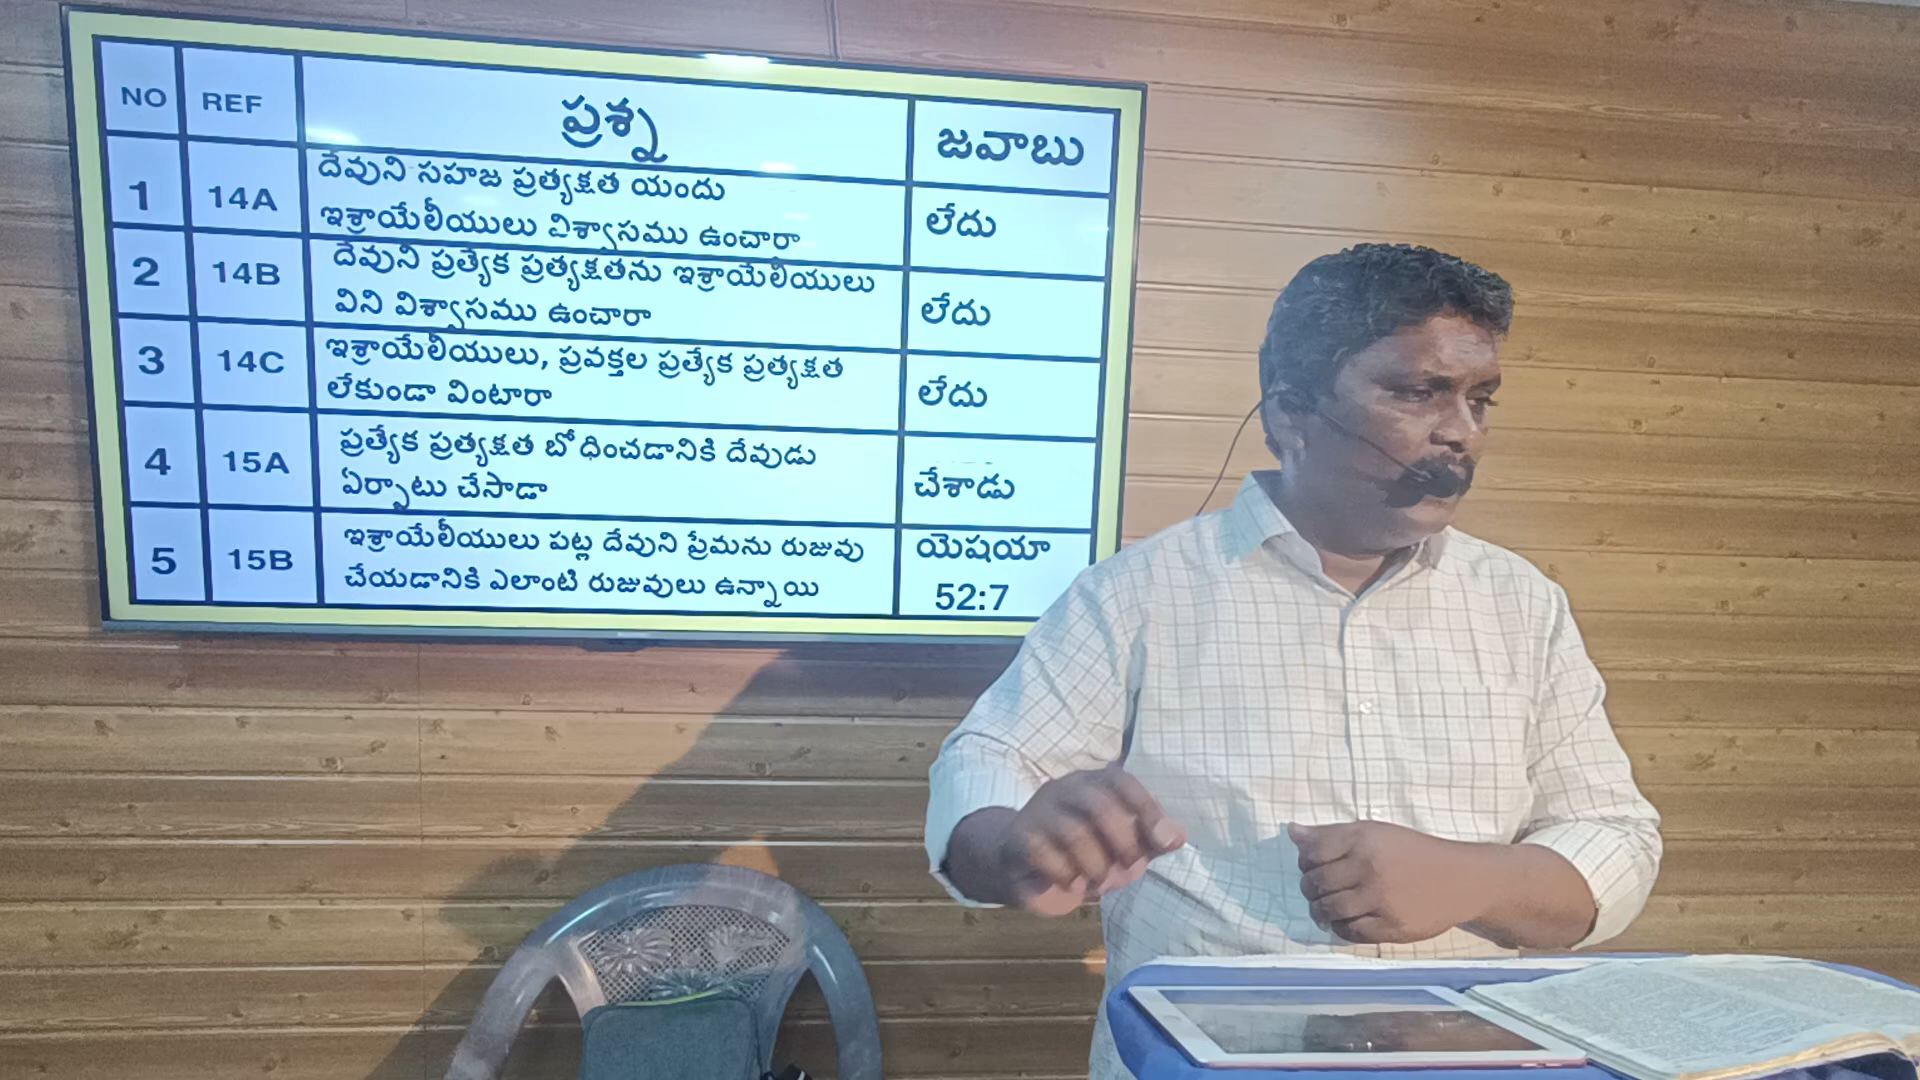 NO REF ప్రశ్న జవాబు
1 14A దేవుని సహజ ప్రత్యక్షత యందు
ఇశ్రాయేలీయులు విశ్వాసము ఉంచారా లేదు
2 14B దేవుని ప్రత్యేక ప్రత్యక్షతను ఇశ్రాయేలీయులు
విని విశ్వాసము ఉంచారా లేదు
3 14C ఇశ్రాయేలీయులు, ప్రవక్తల ప్రత్యేక ప్రత్యక్షత
లేకుండా వింటారా లేదు
4 15A ప్రత్యేక ప్రత్యక్షత బోధించడానికి దేవుడు
ఏర్పాటు చేసాడా చేశాడు
5 15B ఇశ్రాయేలీయులు పట్ల దేవుని ప్రేమను రుజువు యెషయా
చేయడానికి ఎలాంటి రుజువులు ఉన్నాయి 52:7